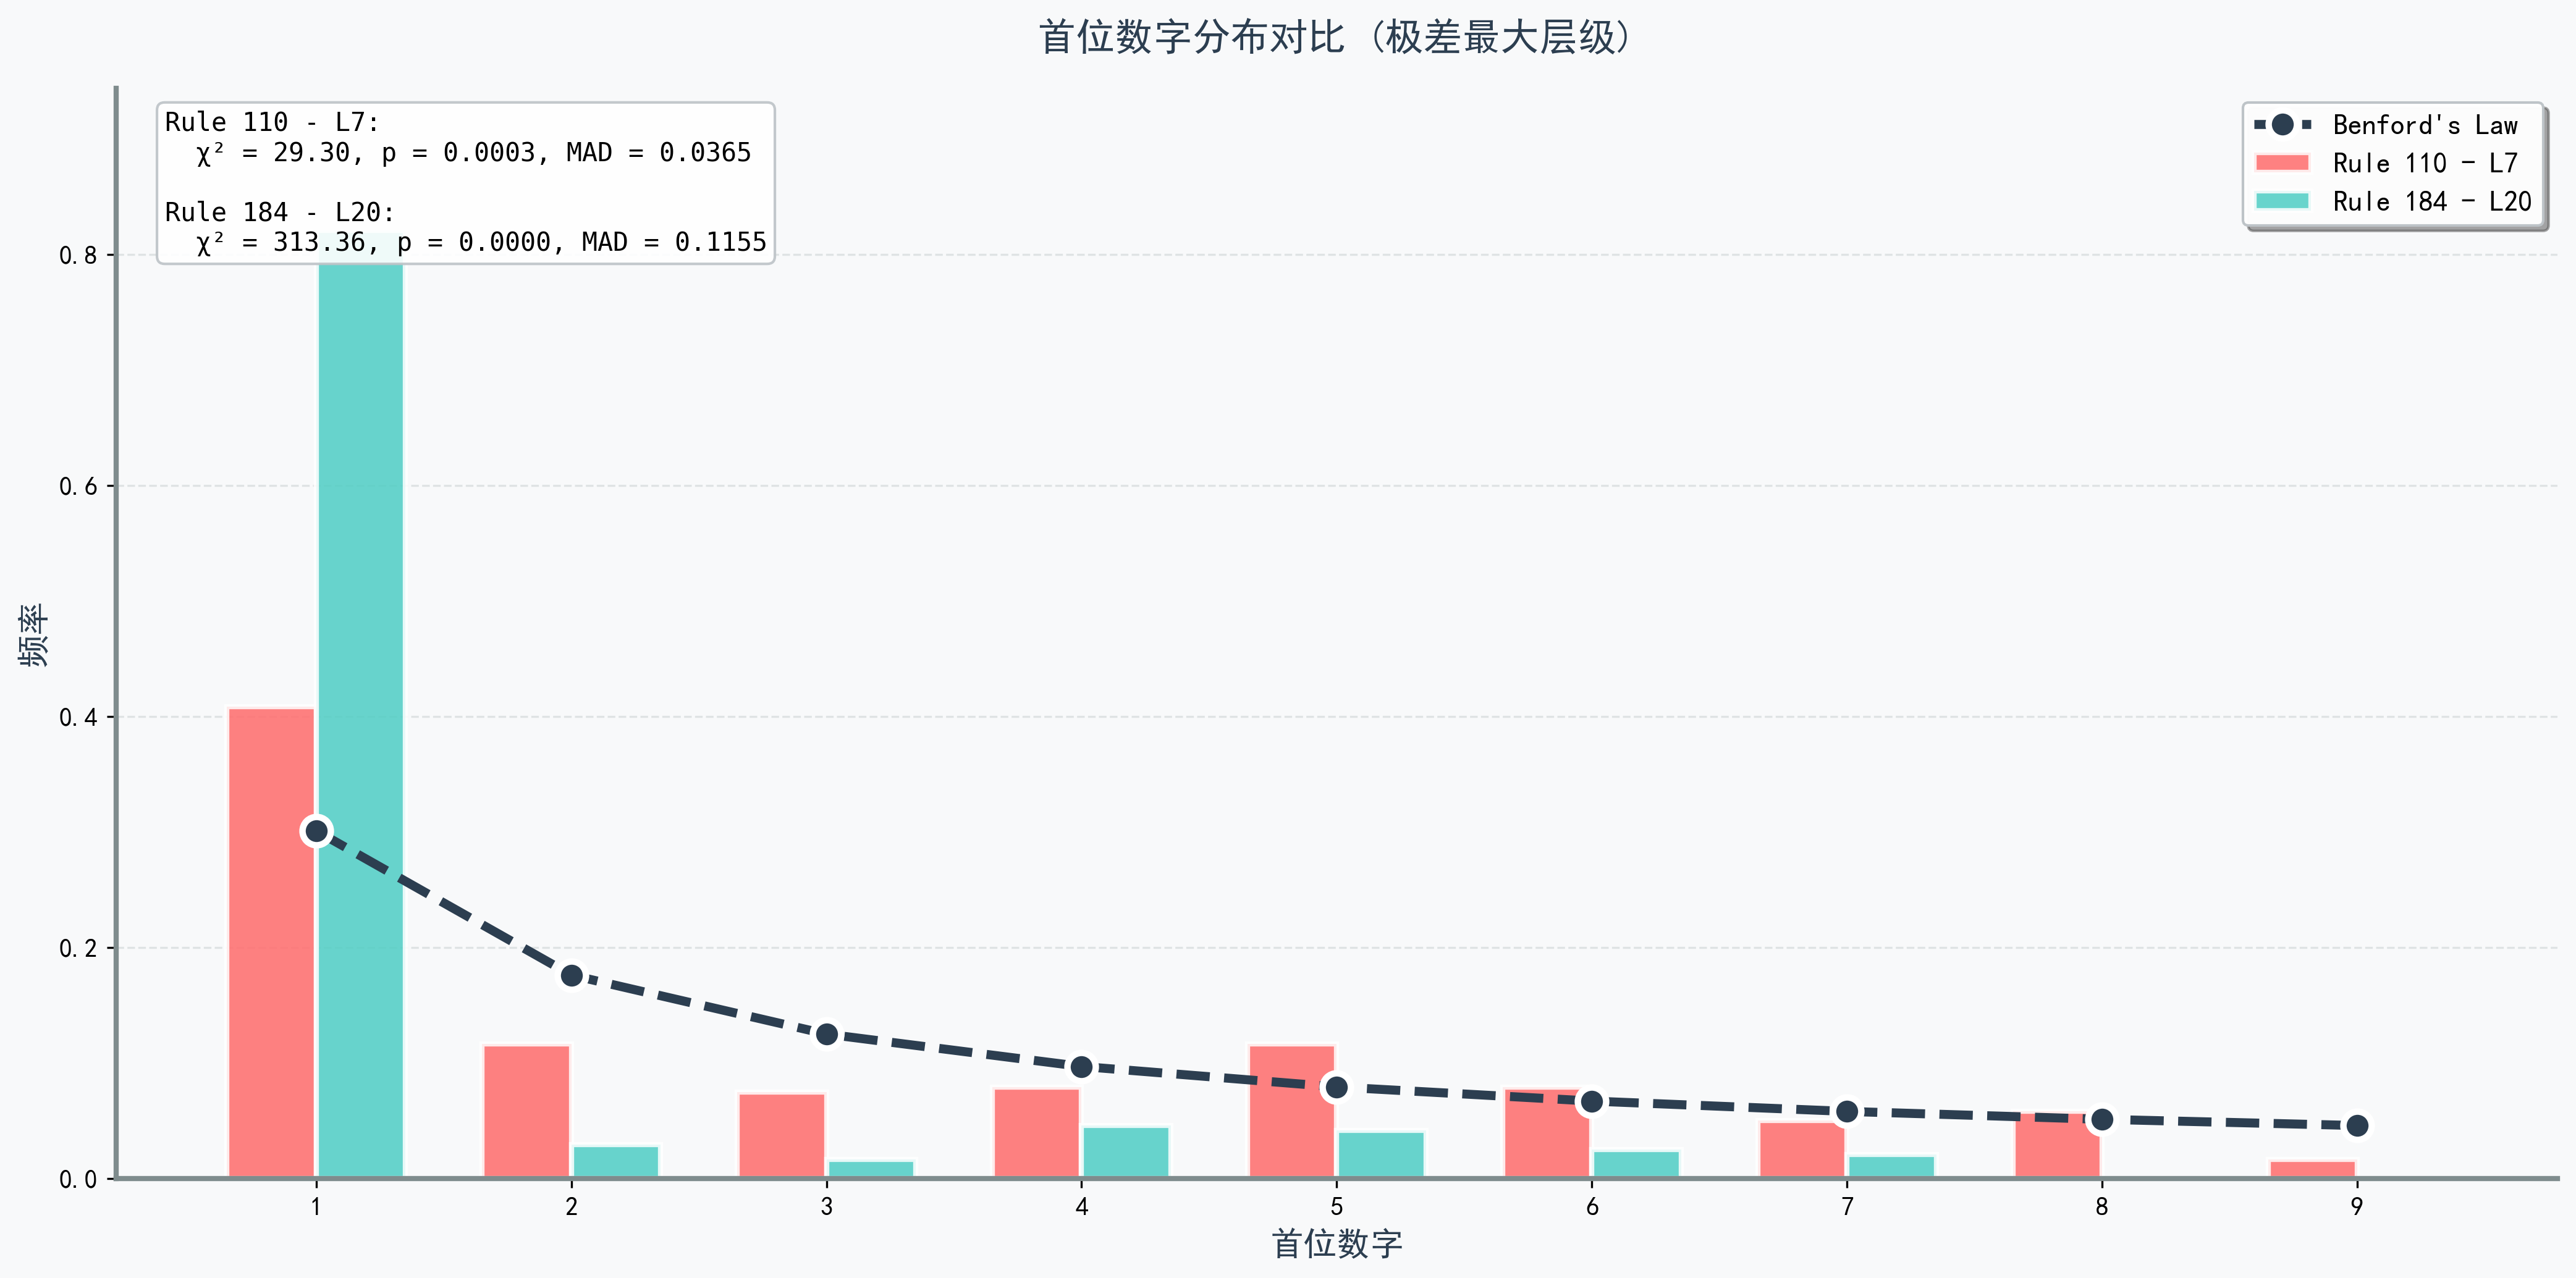 首位数字分布对比 (极差最大层级)
Rule 110 - L7:
χ² = 29.30, p = 0.0003, MAD = 0.0365
Rule 184 - L20:
χ² = 313.36, p = 0.0000, MAD = 0.1155
Benford's Law
Rule 110 - L7
Rule 184 - L20
频率
0.8
0.6
0.4
0.2
0.0
1 2 3 4 5 6 7 8 9
首位数字